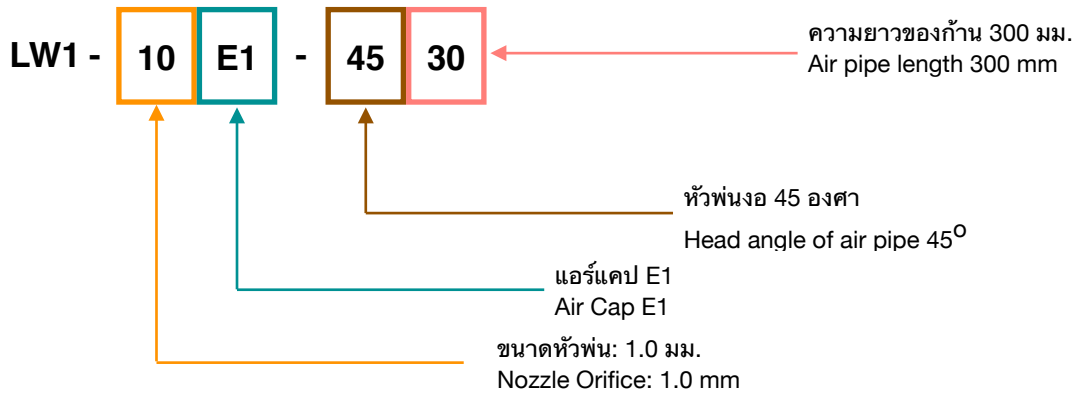 LW1 - 10 E1 - 45 30
ความยาวของก้าน 300 มม.
Air pipe length 300 mm
หัวพ่นงอ 45 องศา
Head angle of air pipe 45º
แอร์แคป E1
Air Cap E1
ขนาดหัวพ่น: 1.0 มม.
Nozzle Orifice: 1.0 mm